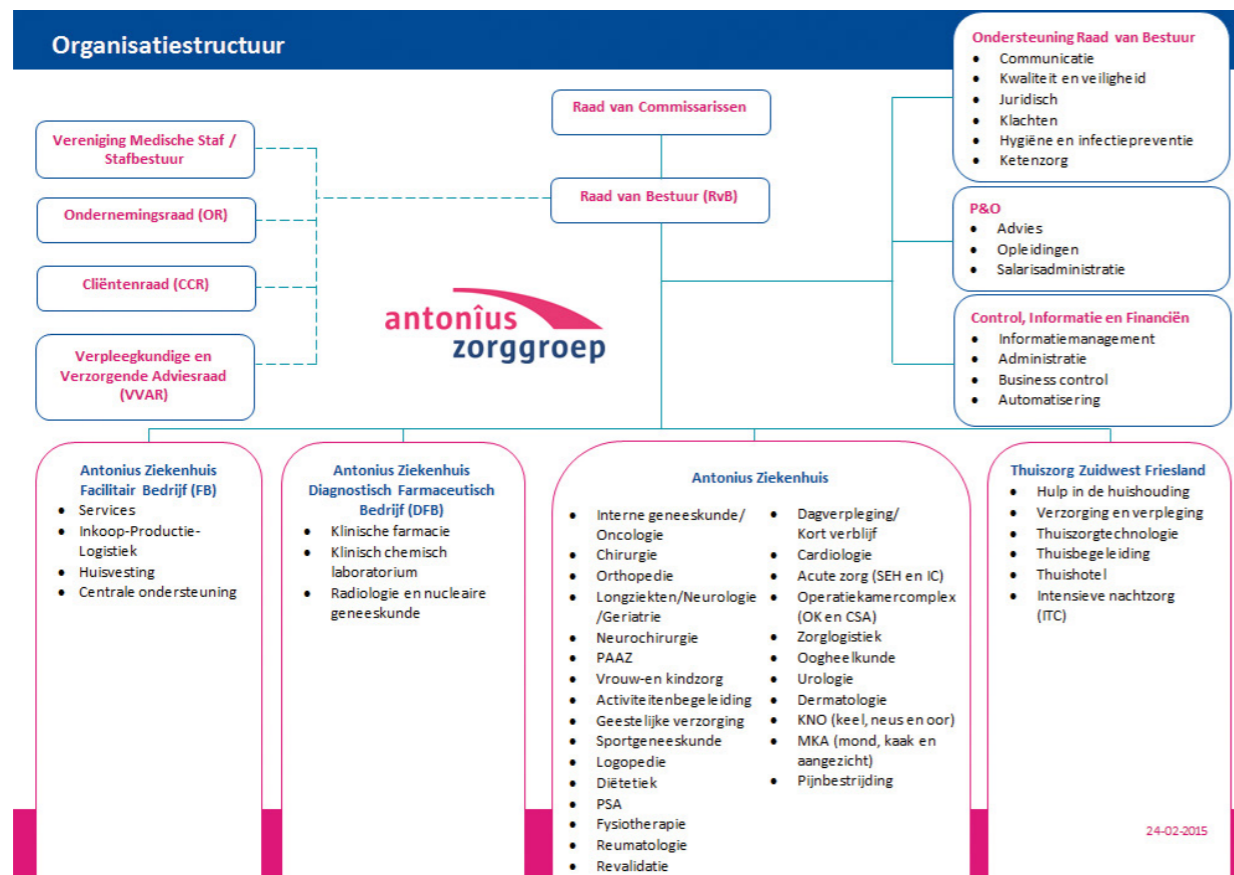 Organisatiestructuur
Ondersteuning Raad van Bestuur
• Communicatie
• Kwaliteit en veiligheid
• Juridisch
• Klachten
• Hygiëne en infectiepreventie
• Ketenzorg
Raad van Commissarissen
Vereniging Medische Staf /
Stafbestuur
Raad van Bestuur (RvB)
Ondernemingsraad (OR)
P&O
• Advies
• Opleidingen
• Salarisadministratie
Cliëntenraad (CCR)
antonîus
zorggroep
Control, Informatie en Financiën
• Informatiemanagement
• Administratie
• Business control
• Automatisering
Verpleegkundige en
Verzorgende Adviesraad
(VVAR)
Antonius Ziekenhuis
Facilitair Bedrijf (FB)
• Services
• Inkoop-Productie-
Logistiek
• Huisvesting
• Centrale ondersteuning
Antonius Ziekenhuis
Diagnostisch Farmaceutisch
Bedrijf (DFB)
• Klinische farmacie
• Klinisch chemisch
laboratorium
• Radiologie en nucleaire
geneeskunde
Antonius Ziekenhuis
• Interne geneeskunde/
Oncologie
• Chirurgie
• Orthopedie
• Longziekten/Neurologie
/Geriatrie
• Neurochirurgie
• PAAZ
• Vrouw-en kindzorg
• Activiteitenbegeleiding
• Geestelijke verzorging
• Sportgeneeskunde
• Logopedie
• Diëtetiek
• PSA
• Fysiotherapie
• Reumatologie
• Revalidatie
• Dagverpleging/
Kort verblijf
• Cardiologie
• Acute zorg (SEH en IC)
• Operatiekamercomplex
(OK en CSA)
• Zorglogistiek
• Oogheelkunde
• Urologie
• Dermatologie
• KNO (keel, neus en oor)
• MKA (mond, kaak en
aangezicht)
• Pijnbestrijding
Thuiszorg Zuidwest Friesland
• Hulp in de huishouding
• Verzorging en verpleging
• Thuiszorgtechnologie
• Thuisbegeleiding
• Thuishotel
• Intensieve nachtzorg
(ITC)
24-02-2015